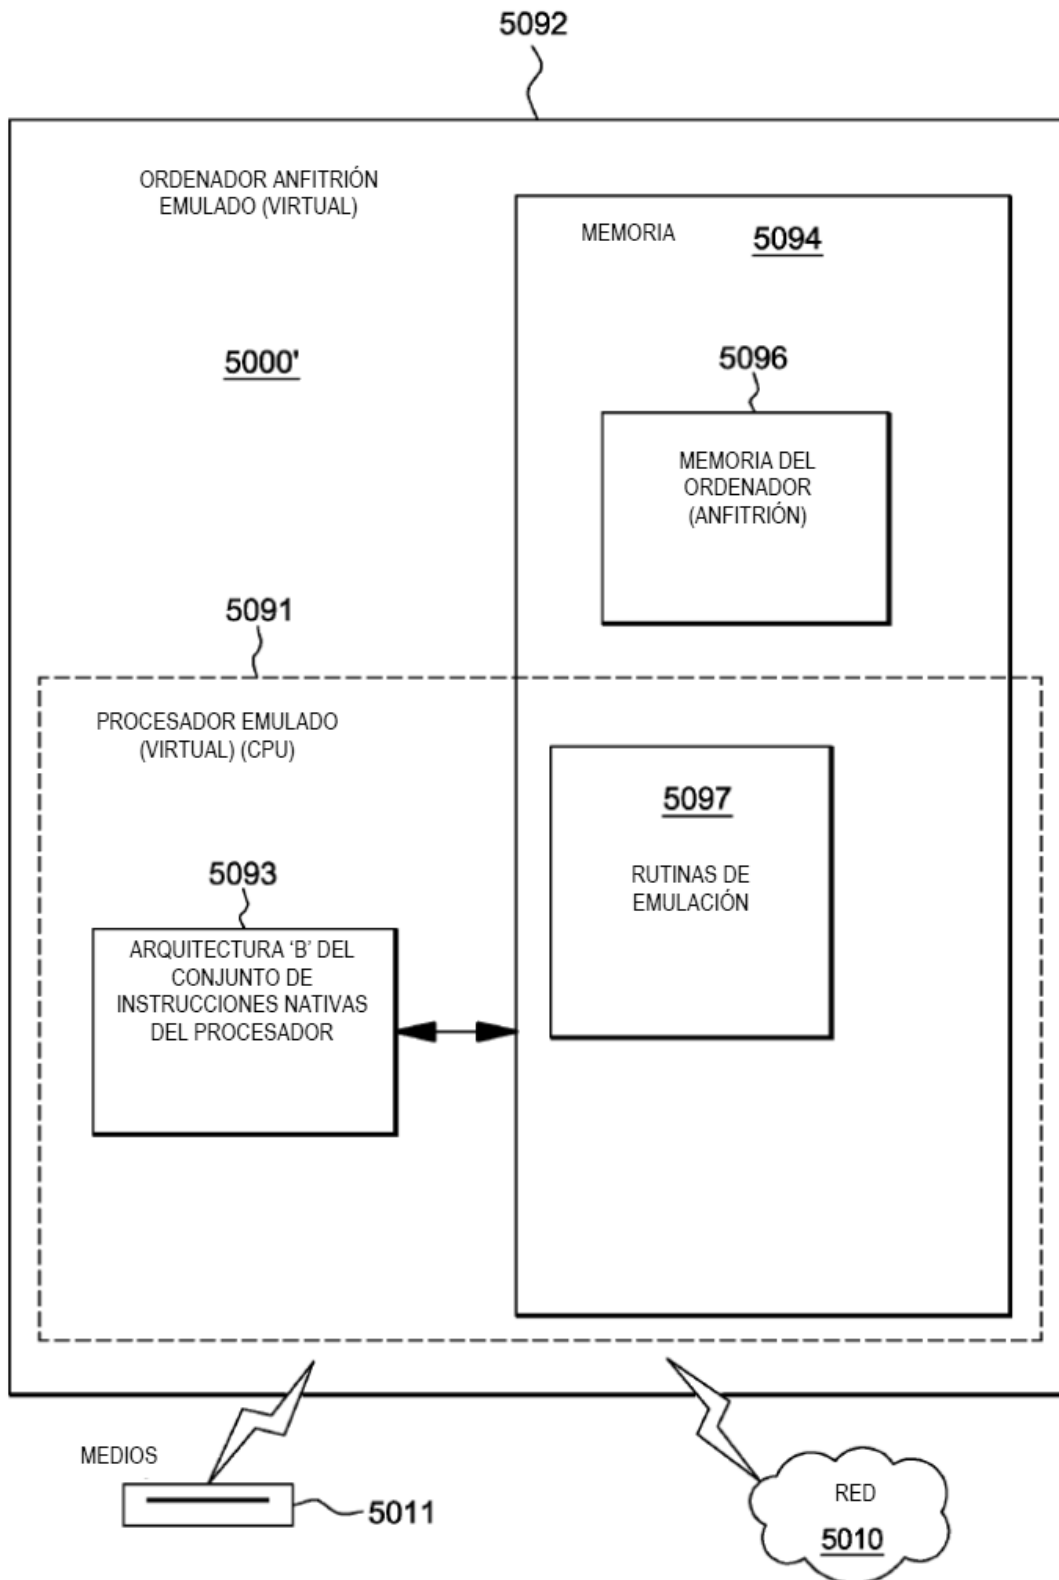 5092
ORDENADOR ANFITRIÓN
EMULADO (VIRTUAL)
MEMORIA
5094
5000'
5096
MEMORIA DEL
ORDENADOR
(ANFITRIÓN)
5091
PROCESADOR EMULADO
(VIRTUAL) (CPU)
5097
RUTINAS DE
EMULACIÓN
5093
ARQUITECTURA ‘B’ DEL
CONJUNTO DE
INSTRUCCIONES NATIVAS
DEL PROCESADOR
MEDIOS
5011
RED
5010